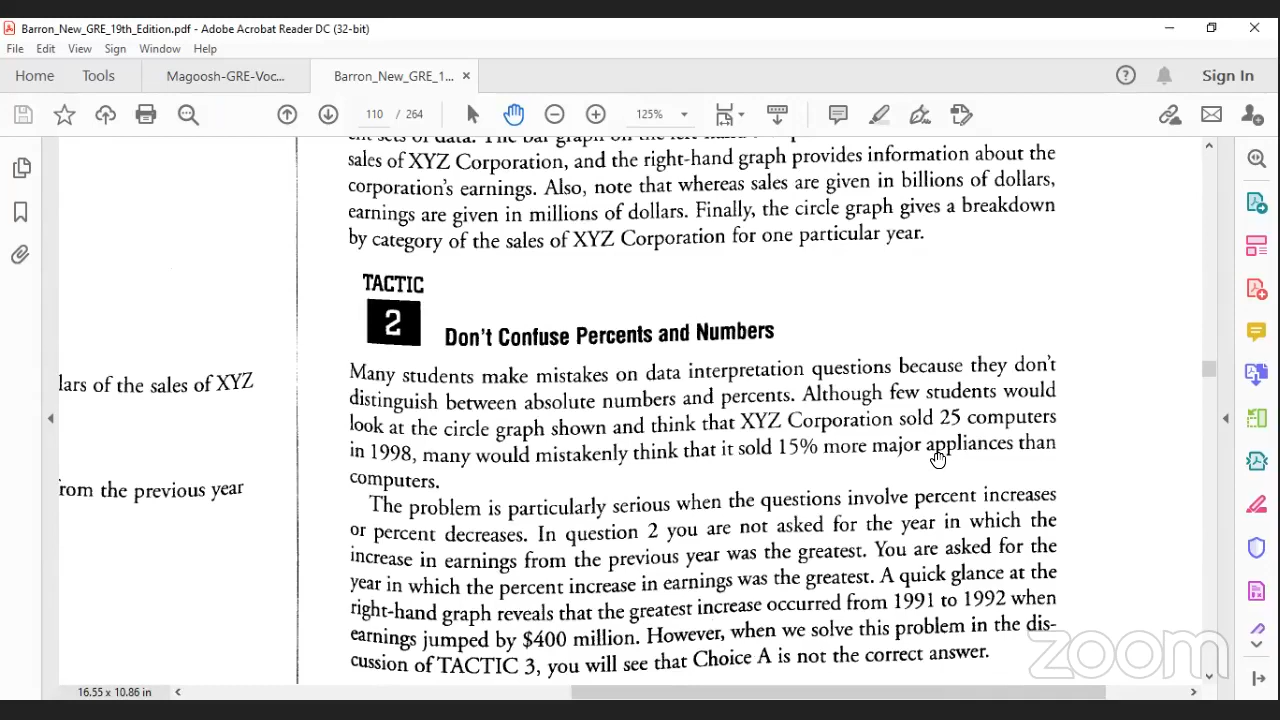 Barron_New_GRE_19th_Edition.pdf - Adobe Acrobat Reader DC (32-bit)
File Edit View Sign Window Help
Home Tools Magoosh-GRE-Voc... Barron_New_GRE_1... × Sign In
110 / 264 125%
ent sets of data. The bar graph on the left-hand
sales of XYZ Corporation, and the right-hand graph provides information about the
corporation's earnings. Also, note that whereas sales are given in billions of dollars,
earnings are given in millions of dollars. Finally, the circle graph gives a breakdown
by category of the sales of XYZ Corporation for one particular year.
TACTIC
2 Don't Confuse Percents and Numbers
lars of the sales of XYZ
rom the previous year
Many students make mistakes on data interpretation questions because they don't
distinguish between absolute numbers and percents. Although few students would
look at the circle graph shown and think that XYZ Corporation sold 25 computers
in 1998, many would mistakenly think that it sold 15% more major appliances than
computers.
The problem is particularly serious when the questions involve percent increases
or percent decreases. In question 2 you are not asked for the year in which the
increase in earnings from the previous year was the greatest. You are asked for the
year in which the percent increase in earnings was the greatest. A quick glance at the
right-hand graph reveals that the greatest increase occurred from 1991 to 1992 when
earnings jumped by $400 million. However, when we solve this problem in the dis-
cussion of TACTIC 3, you will see that Choice A is not the correct answer.
zoom
16.55 x 10.86 in